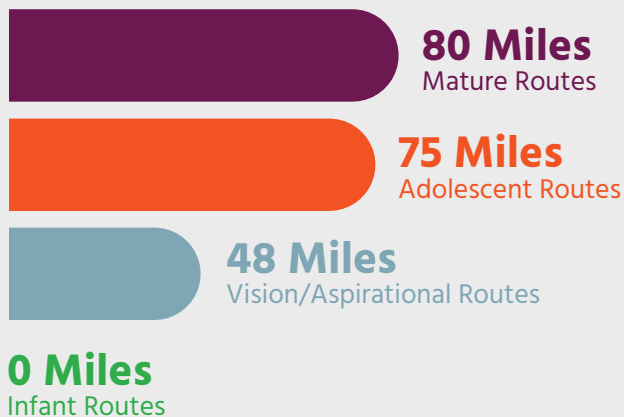 80 Miles
Mature Routes
75 Miles
Adolescent Routes
48 Miles
Vision/Aspirational Routes
0 Miles
Infant Routes